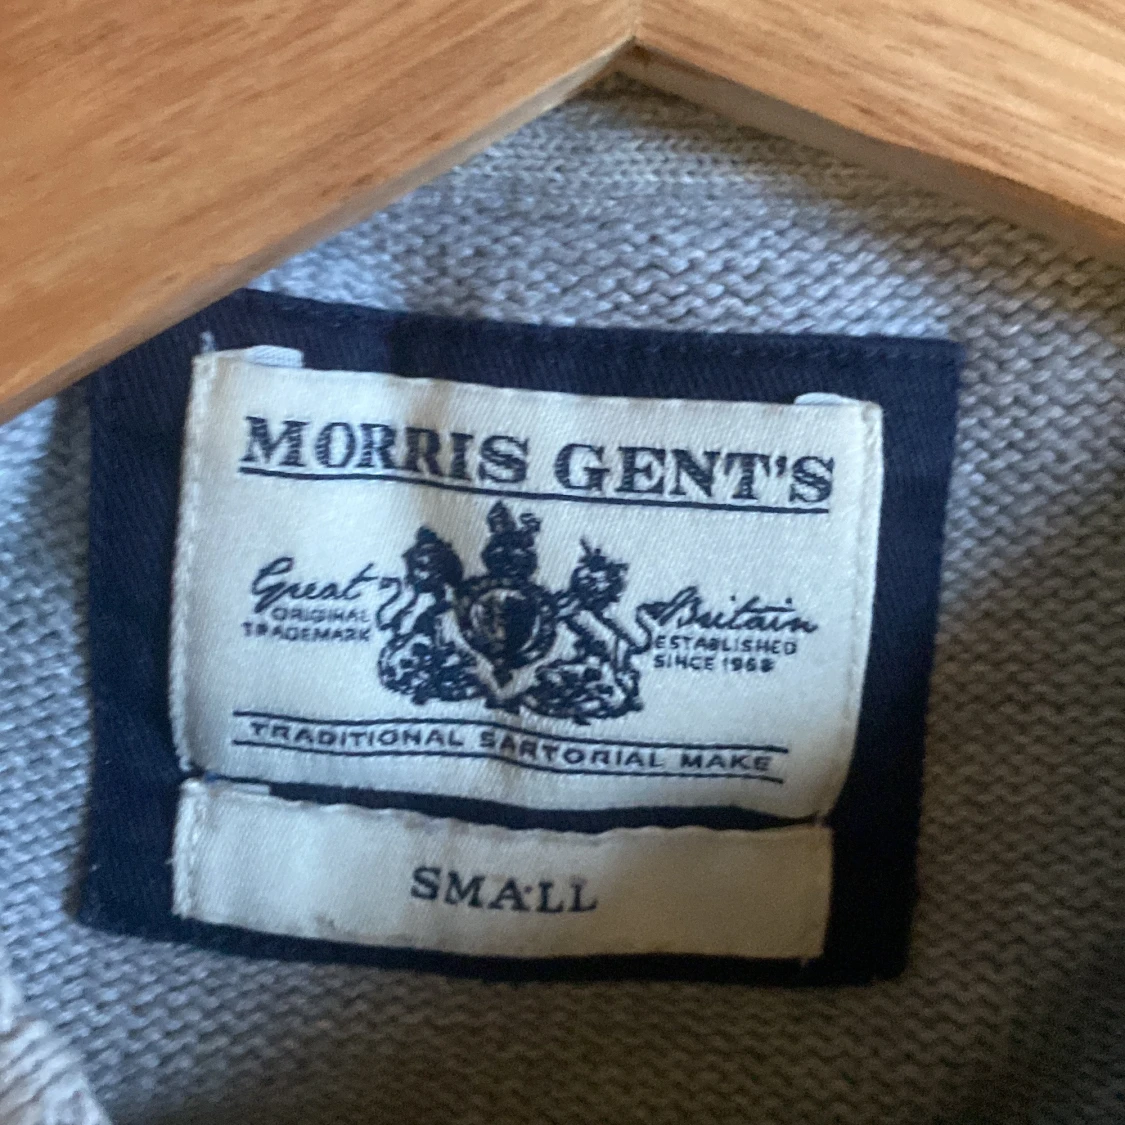 MORRIS GENT'S
Great Britain
ORIGINAL TRADEMARK
ESTABLISHED SINCE 1968
TRADITIONAL SARTORIAL MAKE
SMALL